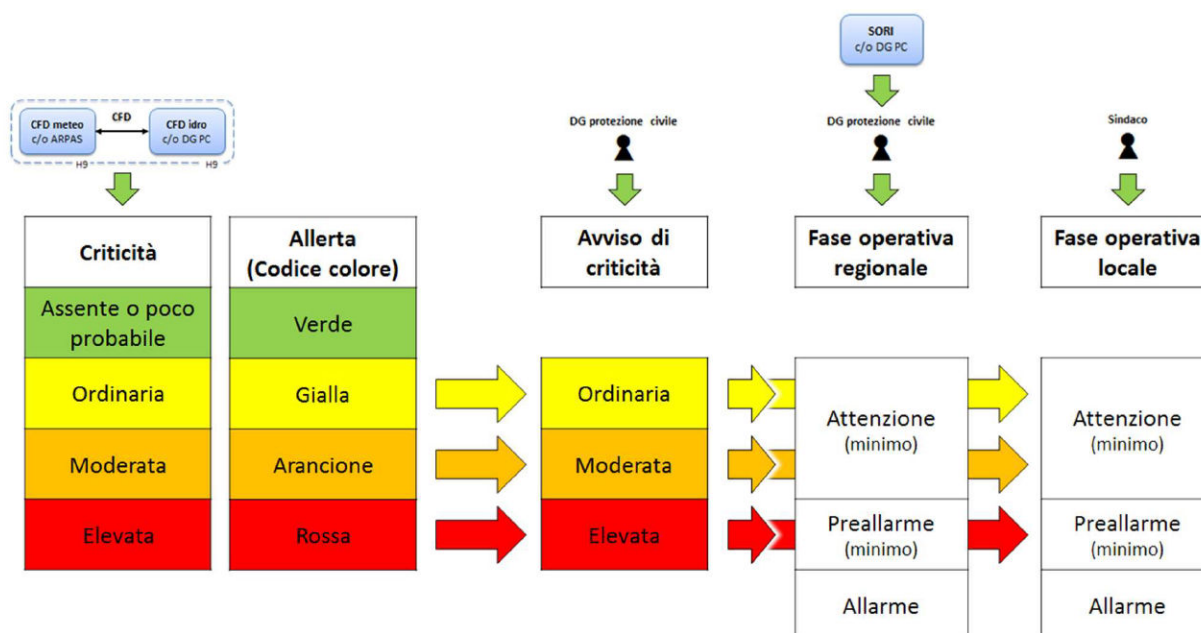 SORI
c/o DG PC
CFD meteo
c/o ARPAS
H9
CFD
CFD idro
c/o DG PC
H9
DG protezione civile
DG protezione civile
Sindaco
Criticità
Allerta
(Codice colore)
Avviso di
criticità
Fase operativa
regionale
Fase operativa
locale
Assente o poco
probabile
Verde
Ordinaria
Gialla
Ordinaria
Attenzione
(minimo)
Attenzione
(minimo)
Moderata
Arancione
Moderata
Elevata
Rossa
Elevata
Preallarme
(minimo)
Preallarme
(minimo)
Allarme
Allarme